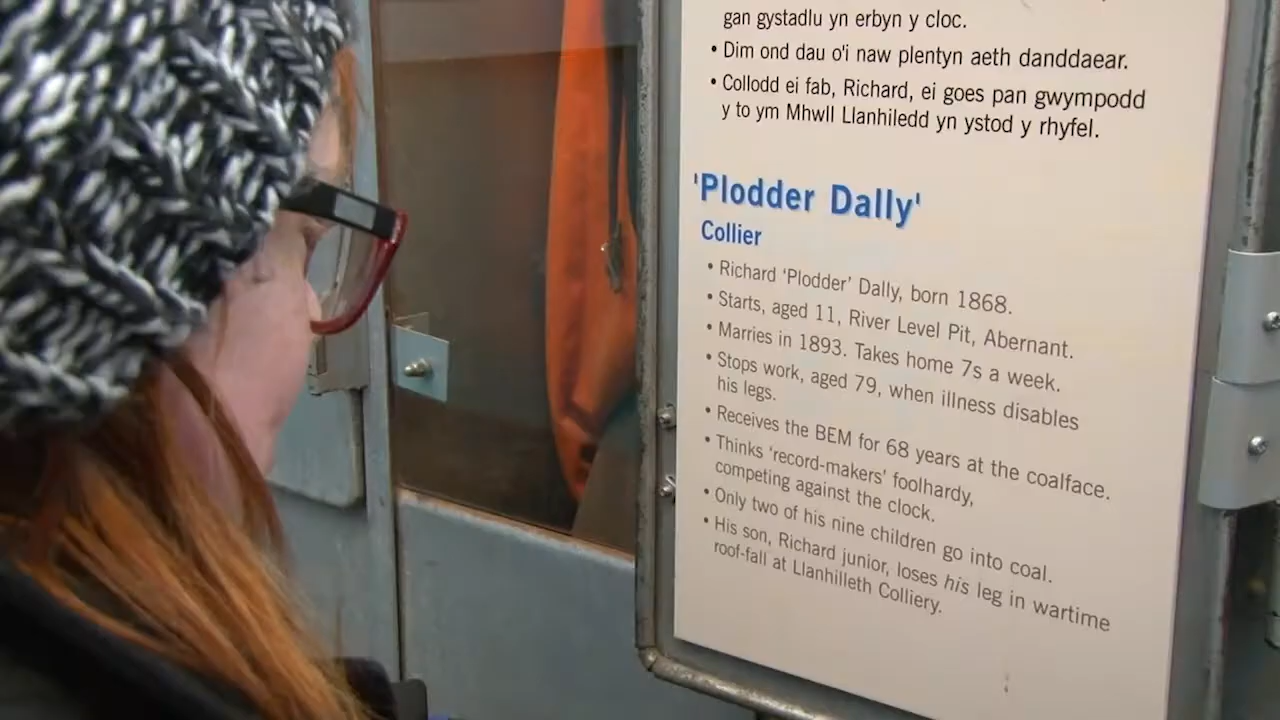 gan gystadlu yn erbyn y cloc.
• Dim ond dau o'i naw plentyn aeth danddaear.
• Collodd ei fab, Richard, ei goes pan gwympodd
y to ym Mhwll Llanhiledd yn ystod y rhyfel.
'Plodder Dally'
Collier
• Richard 'Plodder' Dally, born 1868.
• Starts, aged 11, River Level Pit, Abernant.
• Marries in 1893. Takes home 7s a week.
• Stops work, aged 79, when illness disables
his legs.
• Receives the BEM for 68 years at the coalface.
• Thinks 'record-makers' foolhardy,
competing against the clock.
• Only two of his nine children go into coal.
• His son, Richard junior, loses his leg in wartime
roof-fall at Llanhilleth Colliery.